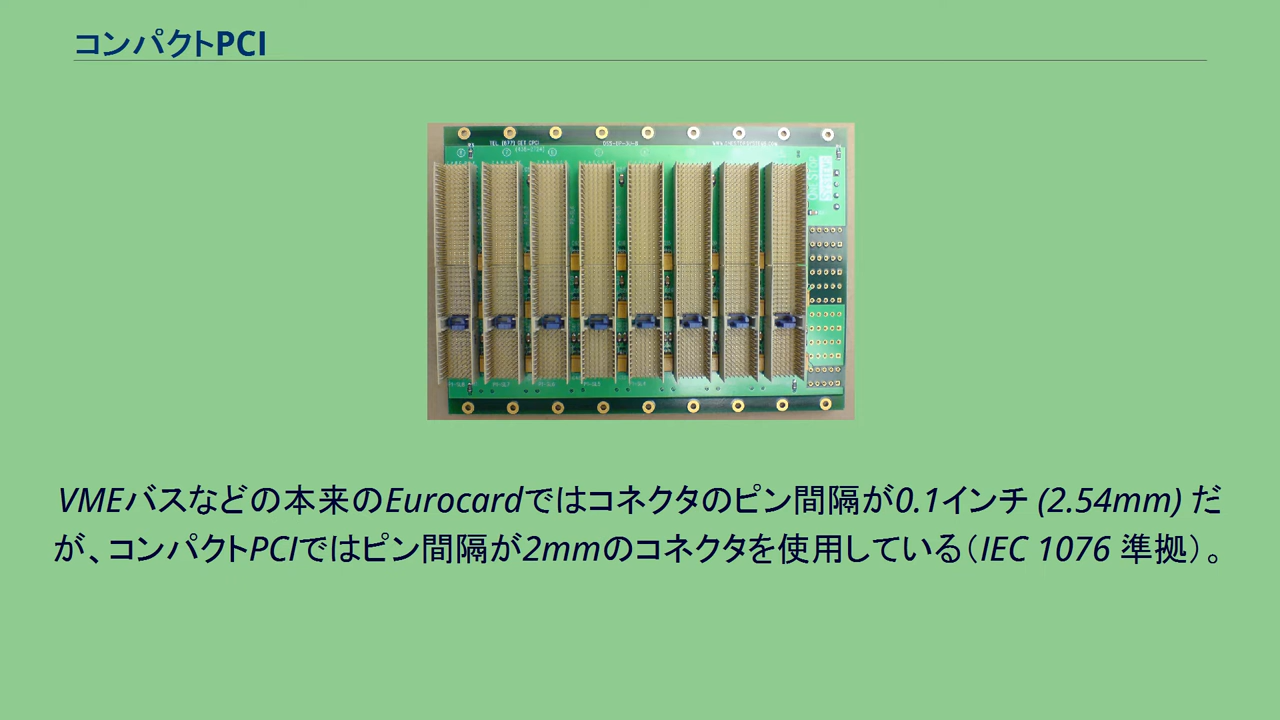 コンパクトPCI
VMEバスなどの本来のEurocardではコネクタのピン間隔が0.1インチ (2.54mm) だ
が、コンパクトPCIではピン間隔が2mmのコネクタを使用している（IEC 1076 準拠）。